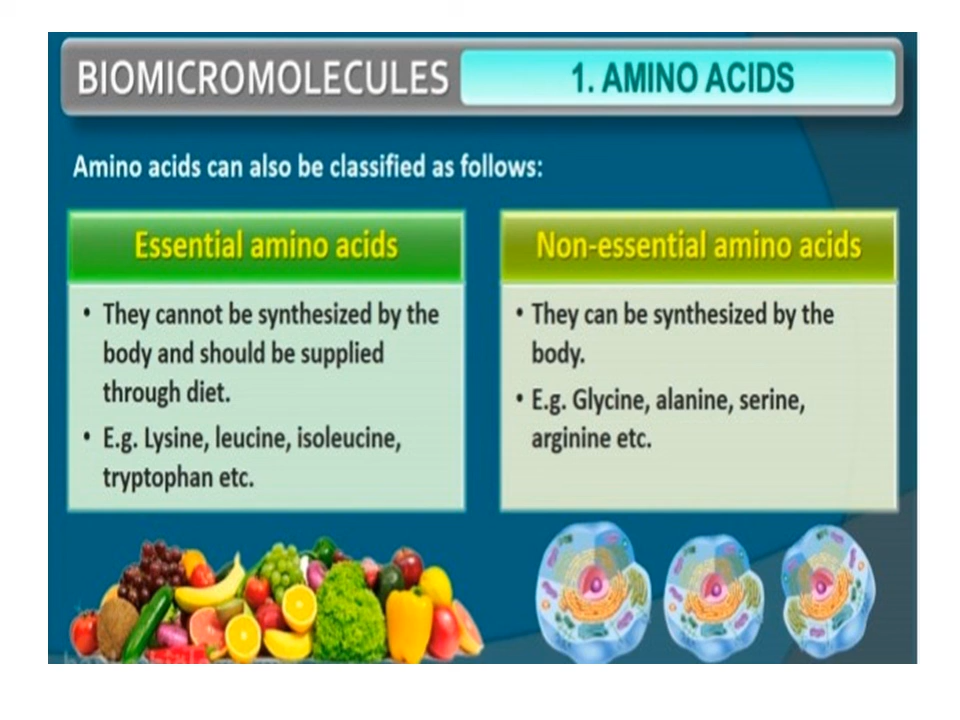 BIOMICROMOLECULES
1. AMINO ACIDS
Amino acids can also be classified as follows:
Essential amino acids
• They cannot be synthesized by the
body and should be supplied
through diet.
• E.g. Lysine, leucine, isoleucine,
tryptophan etc.
Non-essential amino acids
• They can be synthesized by the
body.
• E.g. Glycine, alanine, serine,
arginine etc.